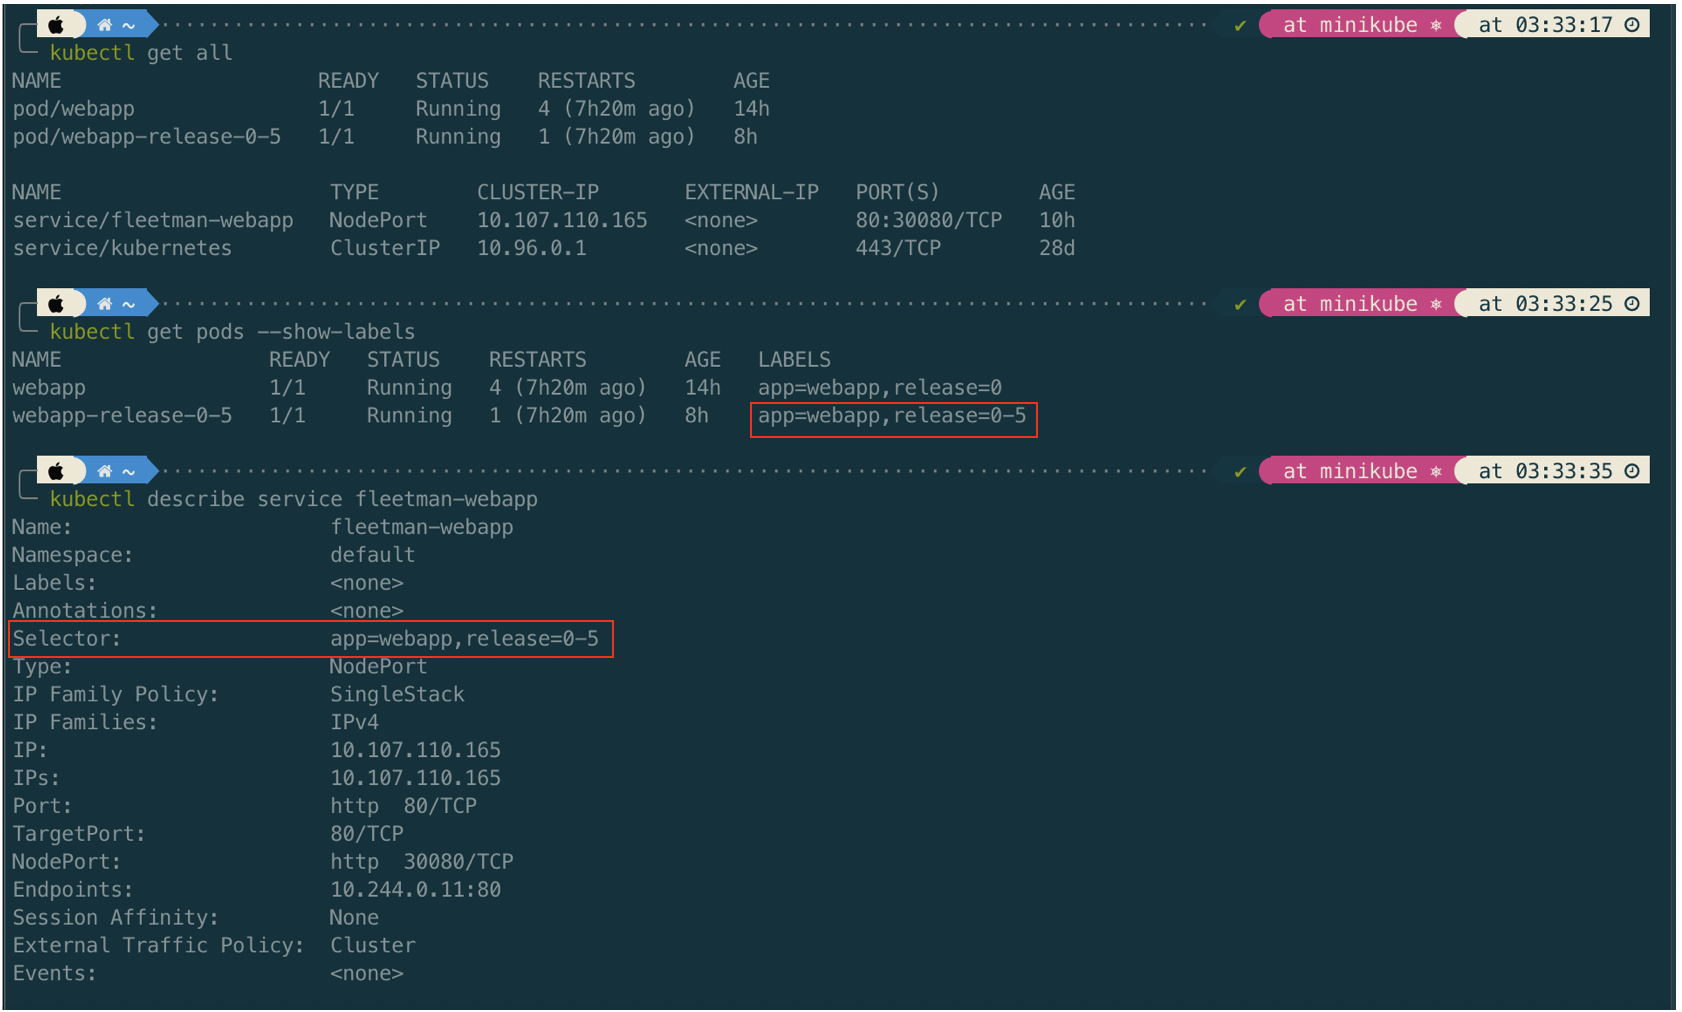 ~ ✔ at minikube ⎈ at 03:33:17
kubectl get all
NAME READY STATUS RESTARTS AGE
pod/webapp 1/1 Running 4 (7h20m ago) 14h
pod/webapp-release-0-5 1/1 Running 1 (7h20m ago) 8h
NAME TYPE CLUSTER-IP EXTERNAL-IP PORT(S) AGE
service/fleetman-webapp NodePort 10.107.110.165 <none> 80:30080/TCP 10h
service/kubernetes ClusterIP 10.96.0.1 <none> 443/TCP 28d
~ ✔ at minikube ⎈ at 03:33:25
kubectl get pods --show-labels
NAME READY STATUS RESTARTS AGE LABELS
webapp 1/1 Running 4 (7h20m ago) 14h app=webapp,release=0
webapp-release-0-5 1/1 Running 1 (7h20m ago) 8h app=webapp,release=0-5
~ ✔ at minikube ⎈ at 03:33:35
kubectl describe service fleetman-webapp
Name: fleetman-webapp
Namespace: default
Labels: <none>
Annotations: <none>
Selector: app=webapp,release=0-5
Type: NodePort
IP Family Policy: SingleStack
IP Families: IPv4
IP: 10.107.110.165
IPs: 10.107.110.165
Port: http 80/TCP
TargetPort: 80/TCP
NodePort: http 30080/TCP
Endpoints: 10.244.0.11:80
Session Affinity: None
External Traffic Policy: Cluster
Events: <none>